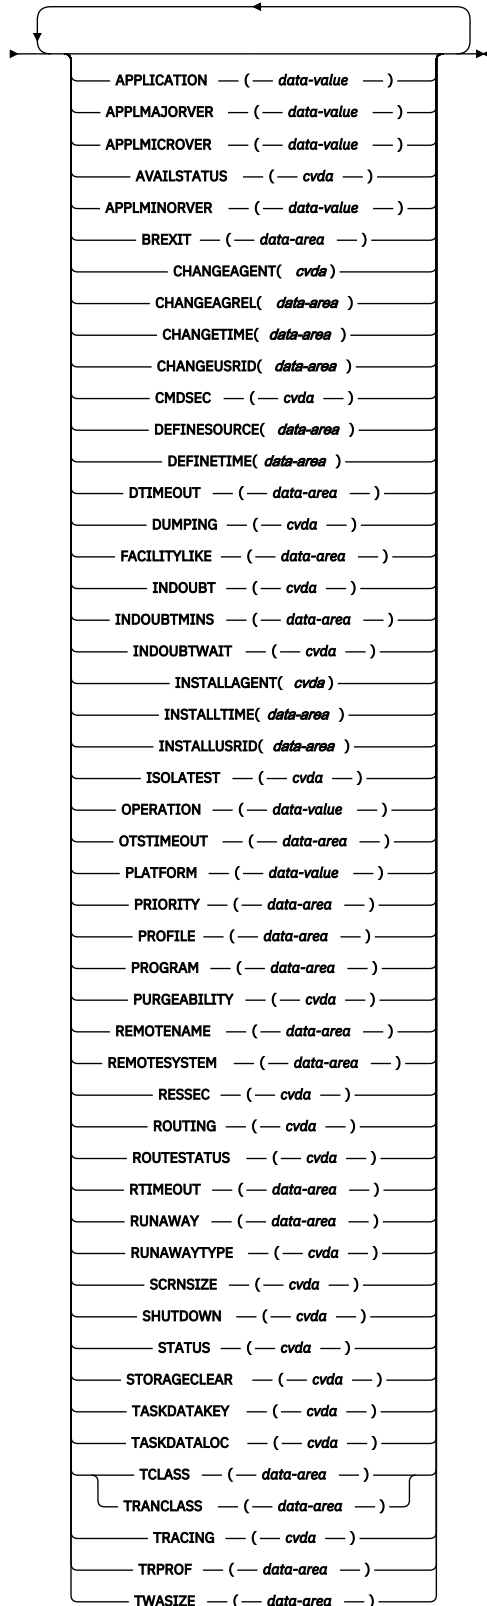 APPLICATION ( data-value )
APPLMAJORVER ( data-value )
APPLMICROVER ( data-value )
AVAILSTATUS ( cvda )
APPLMINORVER ( data-value )
BREXIT ( data-area )
CHANGEAGENT( cvda)
CHANGEAGREL( data-area )
CHANGETIME( data-area )
CHANGEUSRID( data-area )
CMDSEC ( cvda )
DEFINESOURCE( data-area )
DEFINETIME( data-area )
DTIMEOUT ( data-area )
DUMPING ( cvda )
FACILITYLIKE ( data-area )
INDOUBT ( cvda )
INDOUBTMINS ( data-area )
INDOUBTWAIT ( cvda )
INSTALLAGENT( cvda)
INSTALLTIME( data-area )
INSTALLUSRID( data-area )
ISOLATEST ( cvda )
OPERATION ( data-value )
OTSTIMEOUT ( data-area )
PLATFORM ( data-value )
PRIORITY ( data-area )
PROFILE ( data-area )
PROGRAM ( data-area )
PURGEABILITY ( cvda )
REMOTENAME ( data-area )
REMOTESYSTEM ( data-area )
RESSEC ( cvda )
ROUTING ( cvda )
ROUTESTATUS ( cvda )
RTIMEOUT ( data-area )
RUNAWAY ( data-area )
RUNAWAYTYPE ( cvda )
SCRNSIZE ( cvda )
SHUTDOWN ( cvda )
STATUS ( cvda )
STORAGECLEAR ( cvda )
TASKDATAKEY ( cvda )
TASKDATALOC ( cvda )
TCLASS ( data-area )
TRANCLASS ( data-area )
TRACING ( cvda )
TRPROF ( data-area )
TWASIZE ( data-area )